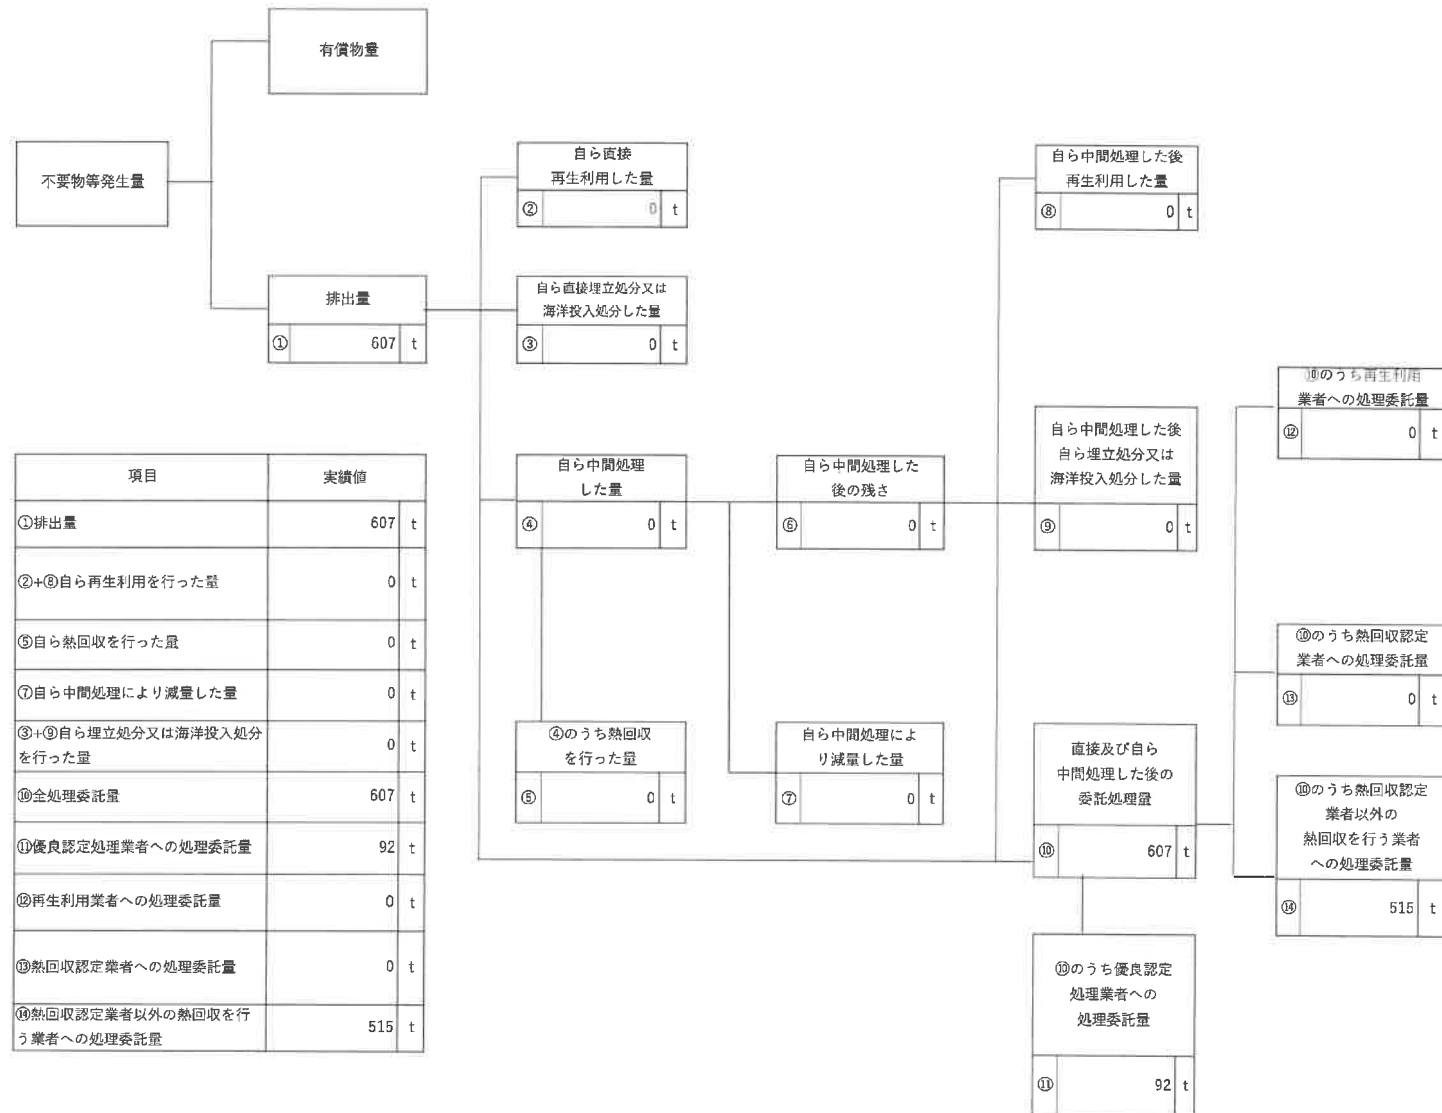 有償物量
不要物等発生量
自ら直接
再生利用した量
② 0 t
自ら中間処理した後
再生利用した量
⑧ 0 t
排出量
① 607 t
自ら直接埋立処分又は
海洋投入処分した量
③ 0 t
⑩のうち再生利用
業者への処理委託量
⑫ 0 t
自ら中間処理した後
自ら埋立処分又は
海洋投入処分した量
⑨ 0 t
自ら中間処理
した量
④ 0 t
自ら中間処理した
後の残さ
⑥ 0 t
項目 実績値
①排出量 607 t
②+⑧自ら再生利用を行った量 0 t
⑤自ら熱回収を行った量 0 t
⑦自ら中間処理により減量した量 0 t
③+⑨自ら埋立処分又は海洋投入処分
を行った量 0 t
⑩全処理委託量 607 t
⑪優良認定処理業者への処理委託量 92 t
⑫再生利用業者への処理委託量 0 t
⑬熱回収認定業者への処理委託量 0 t
⑭熱回収認定業者以外の熱回収を行
う業者への処理委託量 515 t
④のうち熱回収
を行った量
⑤ 0 t
自ら中間処理によ
り減量した量
⑦ 0 t
直接及び自ら
中間処理した後の
委託処理量
⑩ 607 t
⑩のうち熱回収認定
業者への処理委託量
⑬ 0 t
⑩のうち熱回収認定
業者以外の
熱回収を行う業者
への処理委託量
⑭ 515 t
⑩のうち優良認定
処理業者への
処理委託量
⑪ 92 t